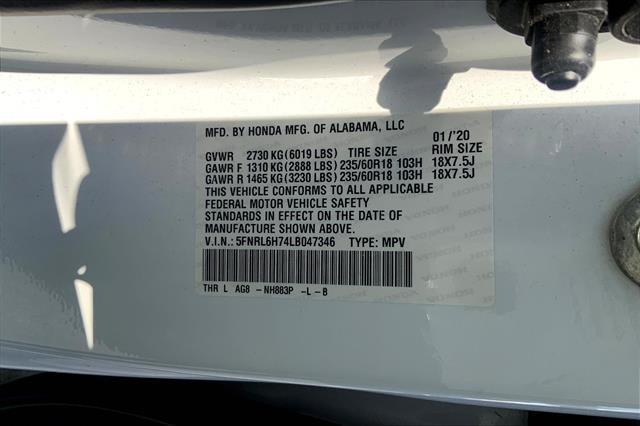 MFD. BY HONDA MFG. OF ALABAMA, LLC 01/'20
GVWR 2730 KG (6019 LBS) TIRE SIZE RIM SIZE
GAWR F 1310 KG (2888 LBS) 235/60R18 103H 18X7.5J
GAWR R 1465 KG (3230 LBS) 235/60R18 103H 18X7.5J
THIS VEHICLE CONFORMS TO ALL APPLICABLE
FEDERAL MOTOR VEHICLE SAFETY
STANDARDS IN EFFECT ON THE DATE OF
MANUFACTURE SHOWN ABOVE.
V.I.N.: 5FNRL6H74LB047346 TYPE: MPV
THR L AG8 - NH883P - L - B